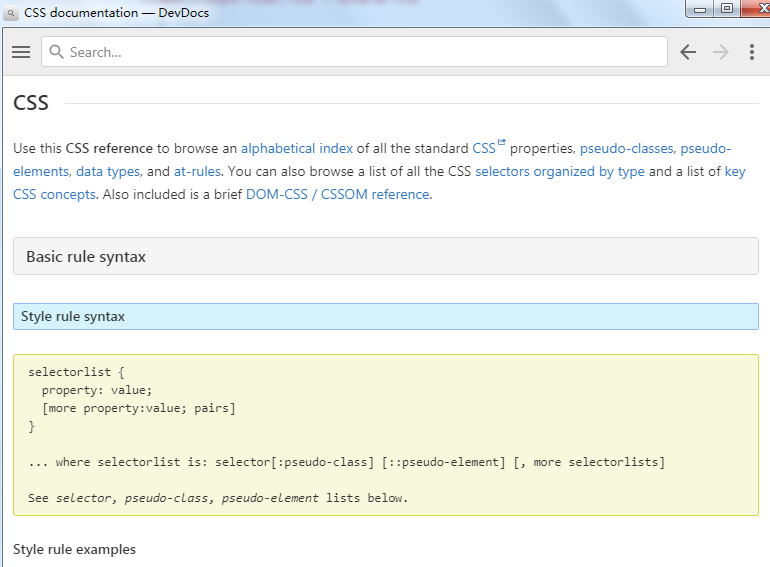 CSS documentation — DevDocs
Search...
CSS
Use this CSS reference to browse an alphabetical index of all the standard CSS properties, pseudo-classes, pseudo-
elements, data types, and at-rules. You can also browse a list of all the CSS selectors organized by type and a list of key
CSS concepts. Also included is a brief DOM-CSS / CSSOM reference.
Basic rule syntax
Style rule syntax
selectorlist {
  property: value;
  [more property:value; pairs]
}
... where selectorlist is: selector[:pseudo-class] [::pseudo-element] [, more selectorlists]
See selector, pseudo-class, pseudo-element lists below.
Style rule examples